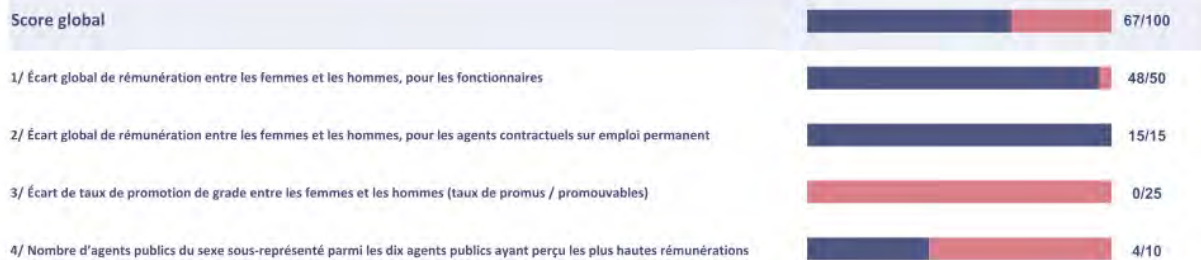 Score global 67/100
1/ Écart global de rémunération entre les femmes et les hommes, pour les fonctionnaires 48/50
2/ Écart global de rémunération entre les femmes et les hommes, pour les agents contractuels sur emploi permanent 15/15
3/ Écart de taux de promotion de grade entre les femmes et les hommes (taux de promus / promouvables) 0/25
4/ Nombre d'agents publics du sexe sous-représenté parmi les dix agents publics ayant perçu les plus hautes rémunérations 4/10